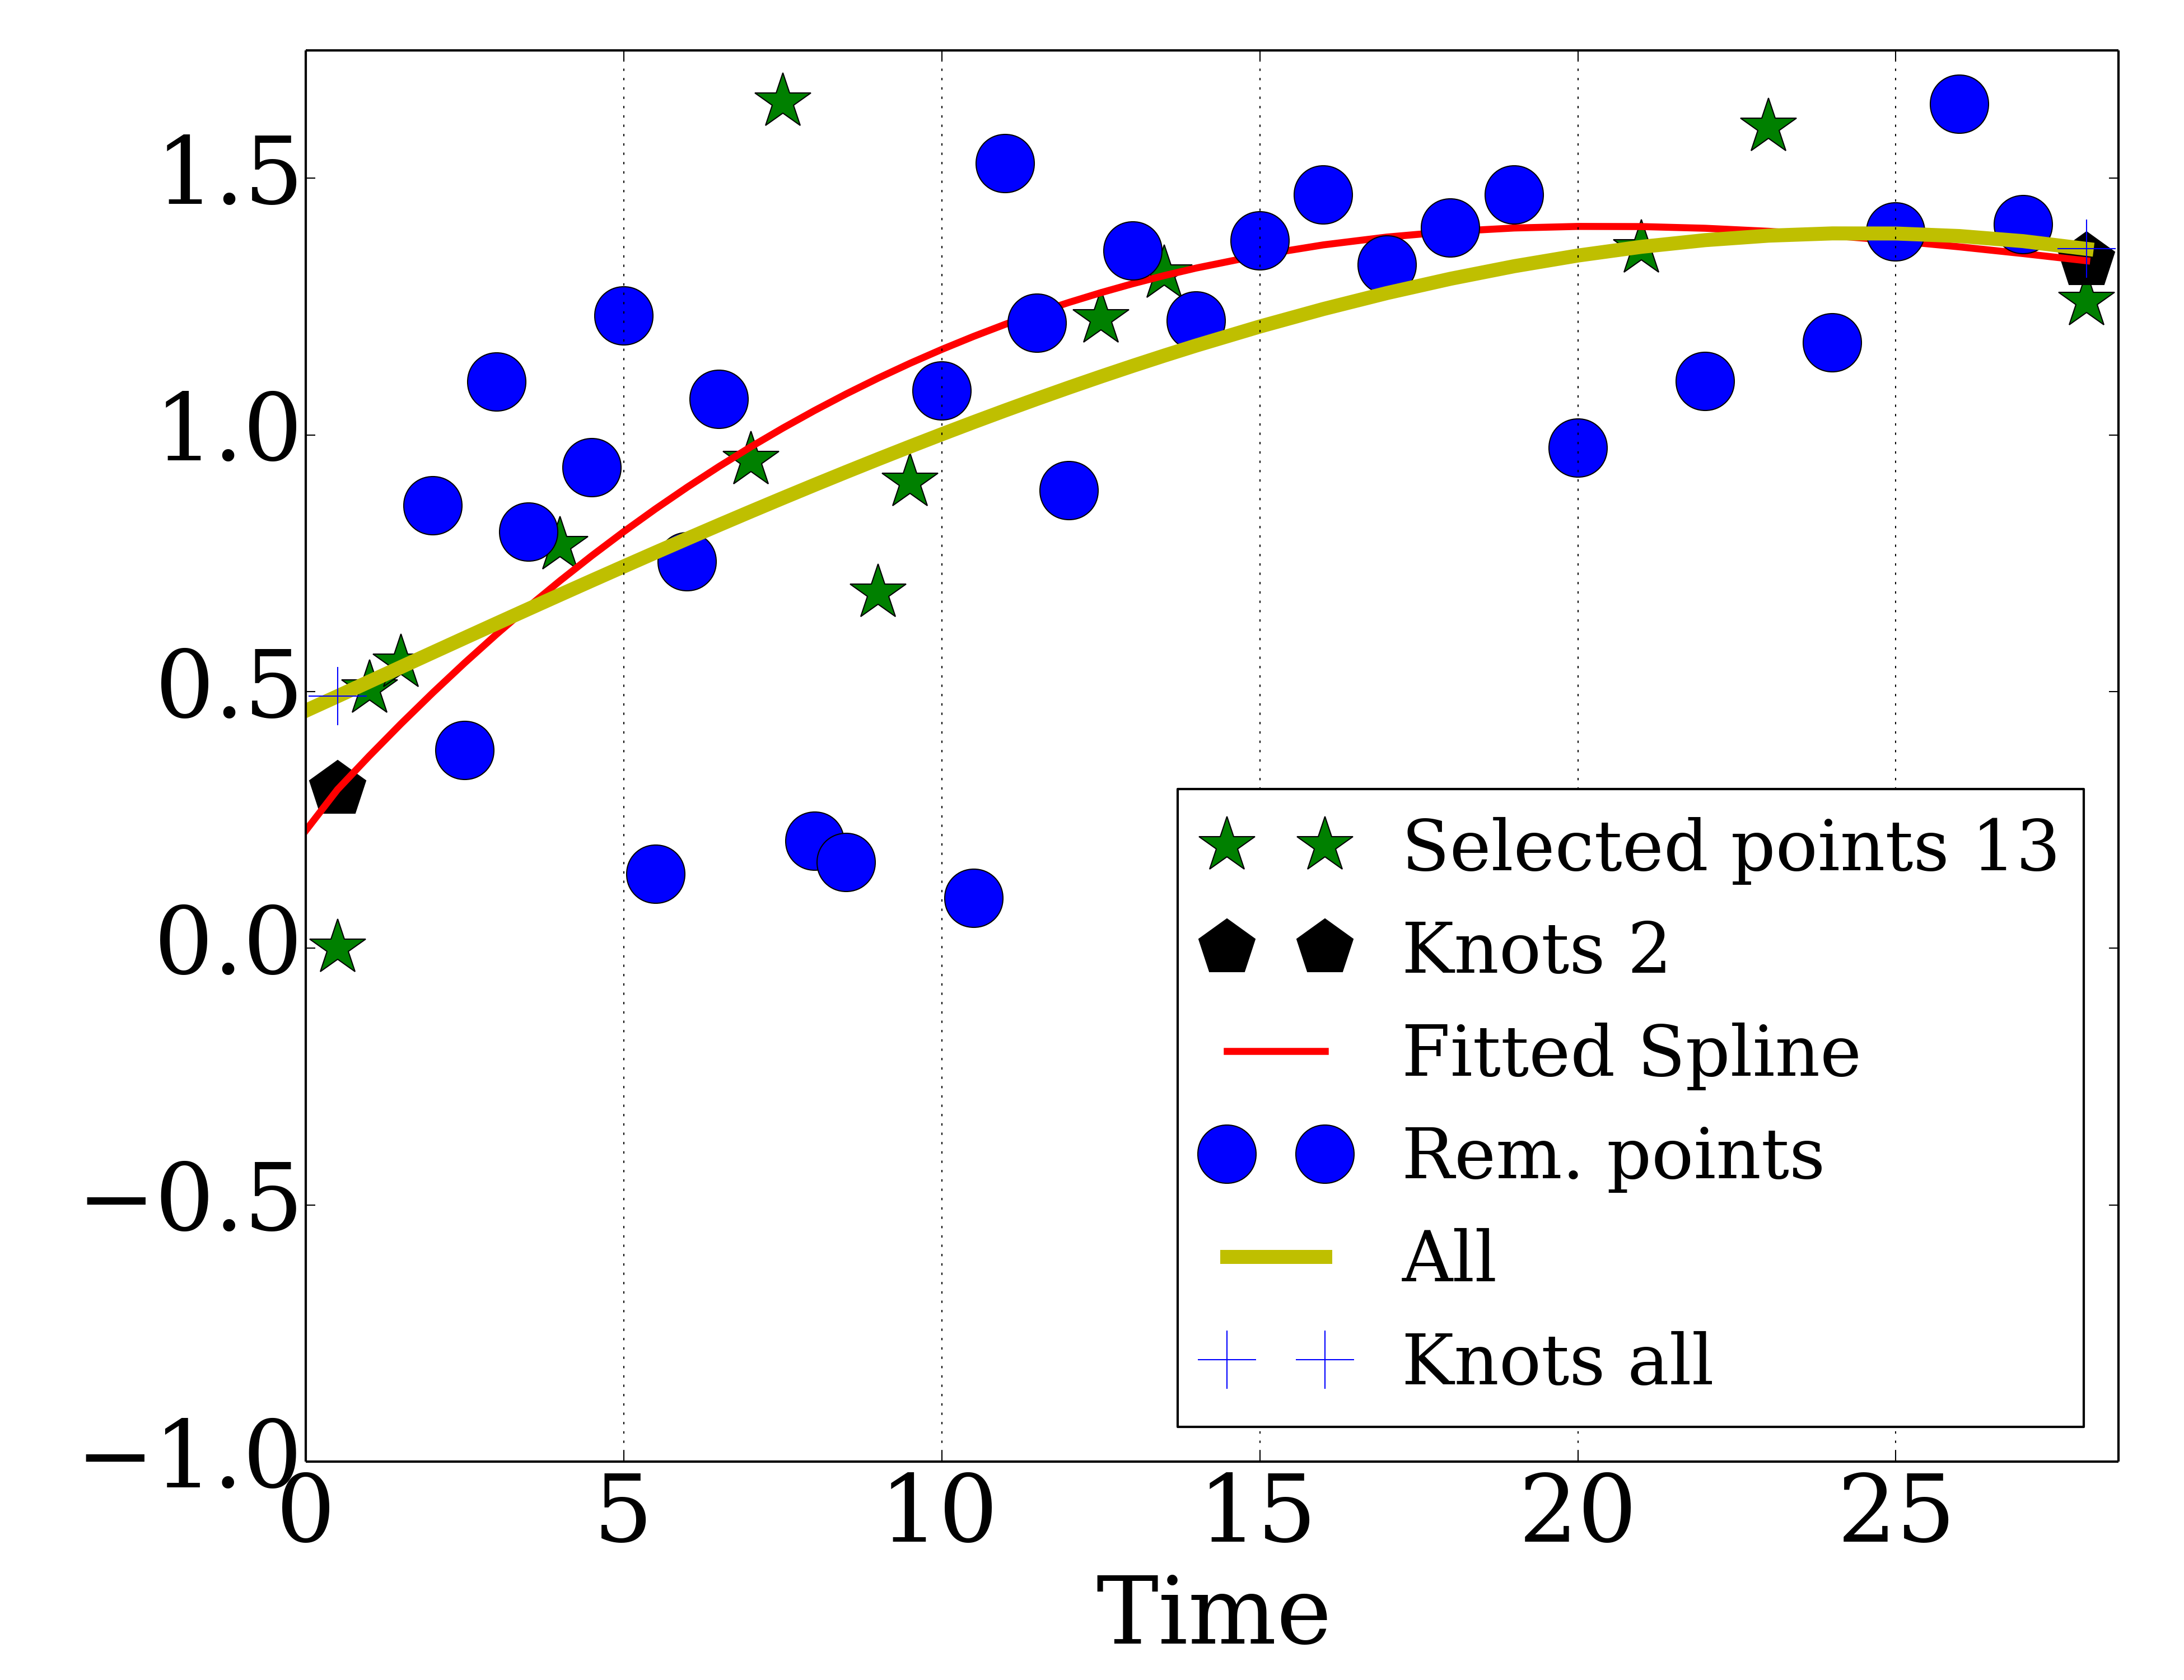 1.5
1.0
0.5
0.0
−0.5
−1.0
0 5 10 15 20 25
Time
Selected points 13
Knots 2
Fitted Spline
Rem. points
All
Knots all